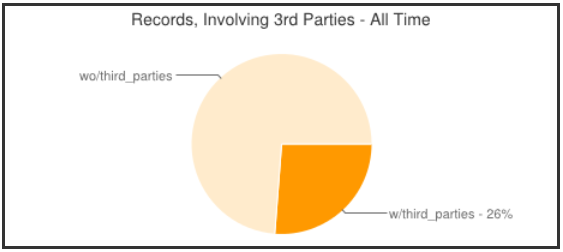 Records, Involving 3rd Parties - All Time
wo/third_parties
w/third_parties - 26%